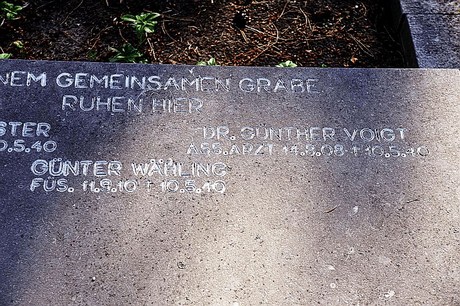 NEM GEMEINSAMEN GRABE
RUHEN HIER
STER
0.5.40
DR. GÜNTHER VOIGT
ASS. ARZT 14.8.08 † 10.5.40
GÜNTER WÄHLING
FÜS. 11.9.10 † 10.5.40